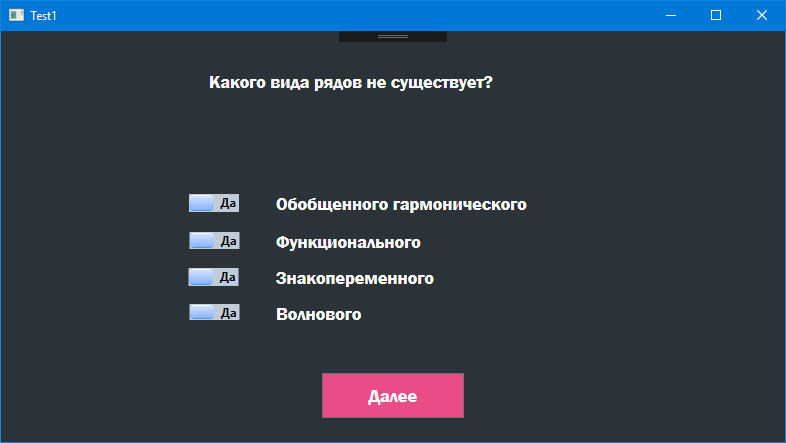 Test1
Какого вида рядов не существует?
Да Обобщенного гармонического
Да Функционального
Да Знакопеременного
Да Волнового
Далее